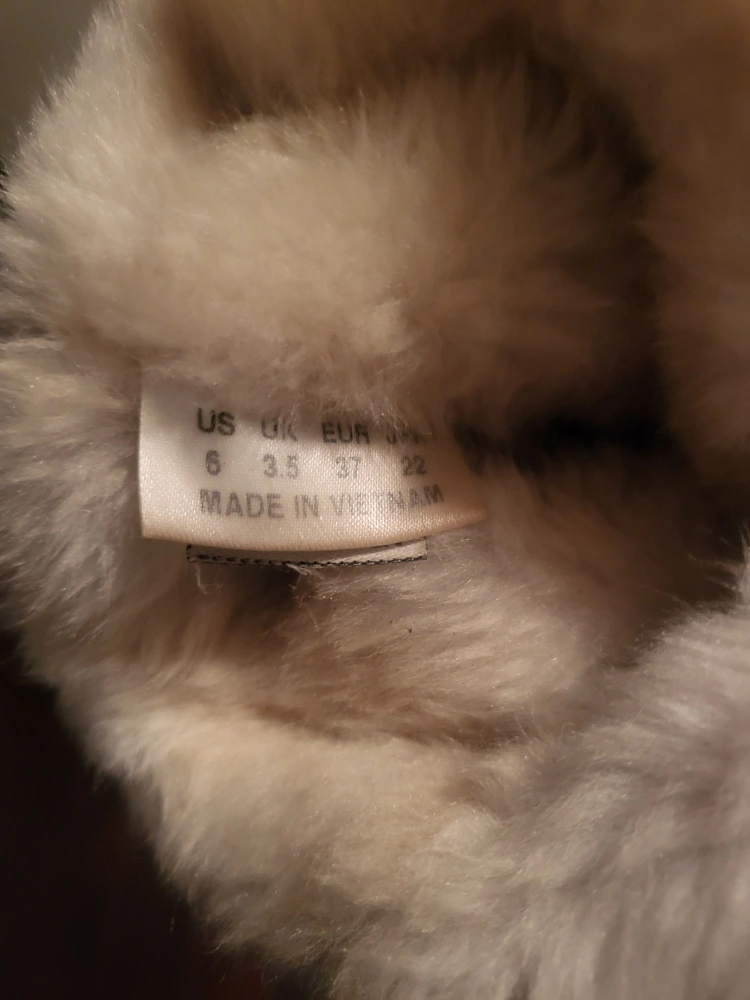 US UK EUR
6 3.5 37 22
MADE IN VIETNAM